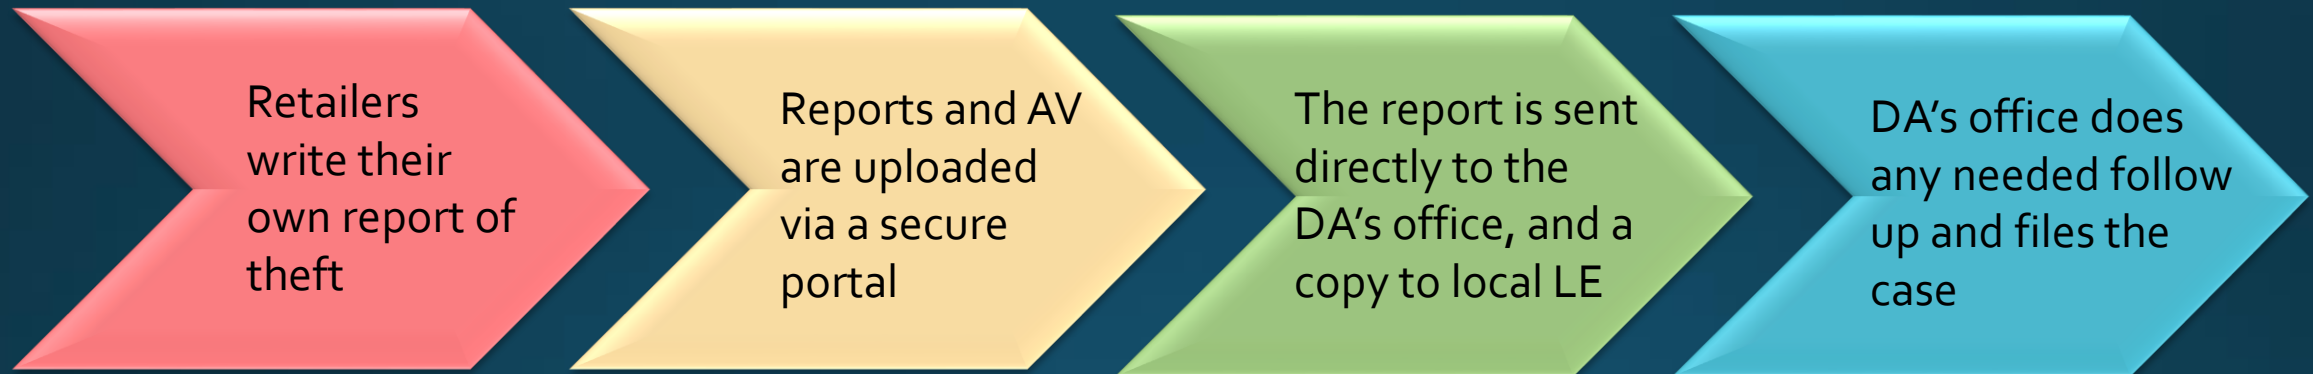 Retailers
write their
own report of
theft
Reports and AV
are uploaded
via a secure
portal
The report is sent
directly to the
DA’s office, and a
copy to local LE
DA’s office does
any needed follow
up and files the
case